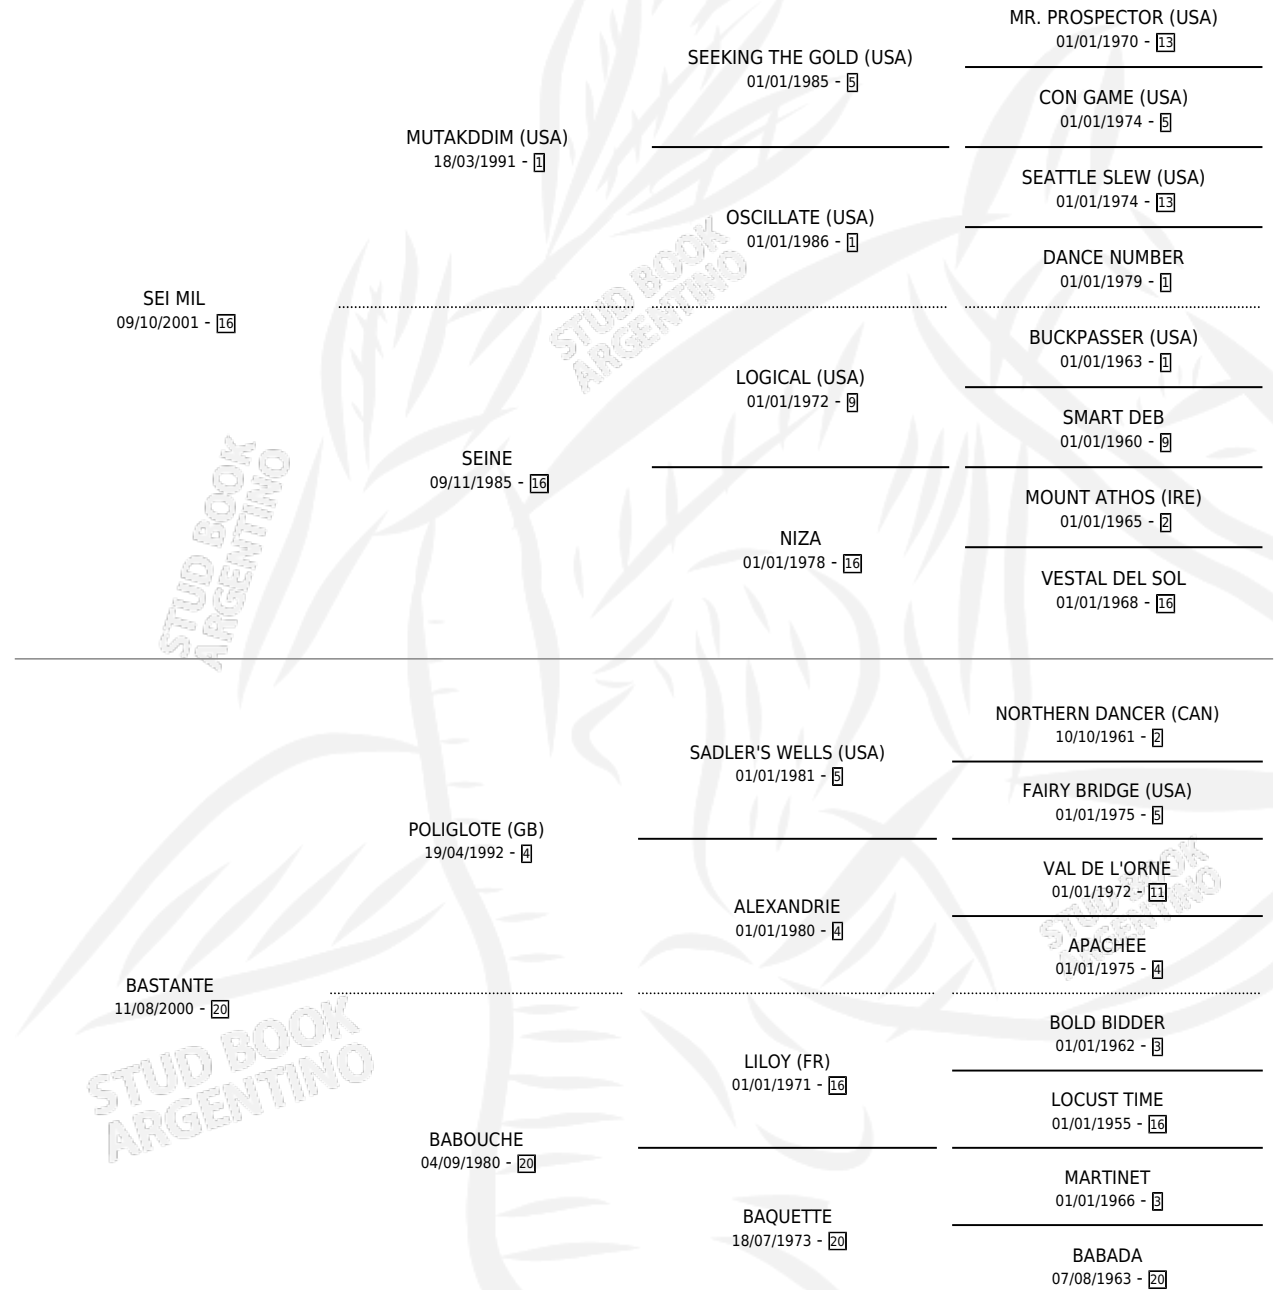 MR. PROSPECTOR (USA)
01/01/1970 - 13
SEEKING THE GOLD (USA)
01/01/1985 - 5
CON GAME (USA)
01/01/1974 - 5
MUTAKDDIM (USA)
18/03/1991 - 1
SEATTLE SLEW (USA)
01/01/1974 - 13
OSCILLATE (USA)
01/01/1986 - 1
DANCE NUMBER
01/01/1979 - 1
SEI MIL
09/10/2001 - 16
BUCKPASSER (USA)
01/01/1963 - 1
LOGICAL (USA)
01/01/1972 - 9
SMART DEB
01/01/1960 - 9
SEINE
09/11/1985 - 16
MOUNT ATHOS (IRE)
01/01/1965 - 2
NIZA
01/01/1978 - 16
VESTAL DEL SOL
01/01/1968 - 16
NORTHERN DANCER (CAN)
10/10/1961 - 2
SADLER'S WELLS (USA)
01/01/1981 - 5
FAIRY BRIDGE (USA)
01/01/1975 - 5
POLIGLOTE (GB)
19/04/1992 - 4
VAL DE L'ORNE
01/01/1972 - 11
ALEXANDRIE
01/01/1980 - 4
APACHEE
01/01/1975 - 4
BASTANTE
11/08/2000 - 20
BOLD BIDDER
01/01/1962 - 3
LILOY (FR)
01/01/1971 - 16
LOCUST TIME
01/01/1955 - 16
BABOUCHE
04/09/1980 - 20
MARTINET
01/01/1966 - 3
BAQUETTE
18/07/1973 - 20
BABADA
07/08/1963 - 20
STUD BOOK
ARGENTINO
STUD BOOK
ARGENTINO
STUD BOOK
ARGENTINO
STUD BOOK
ARGENTINO